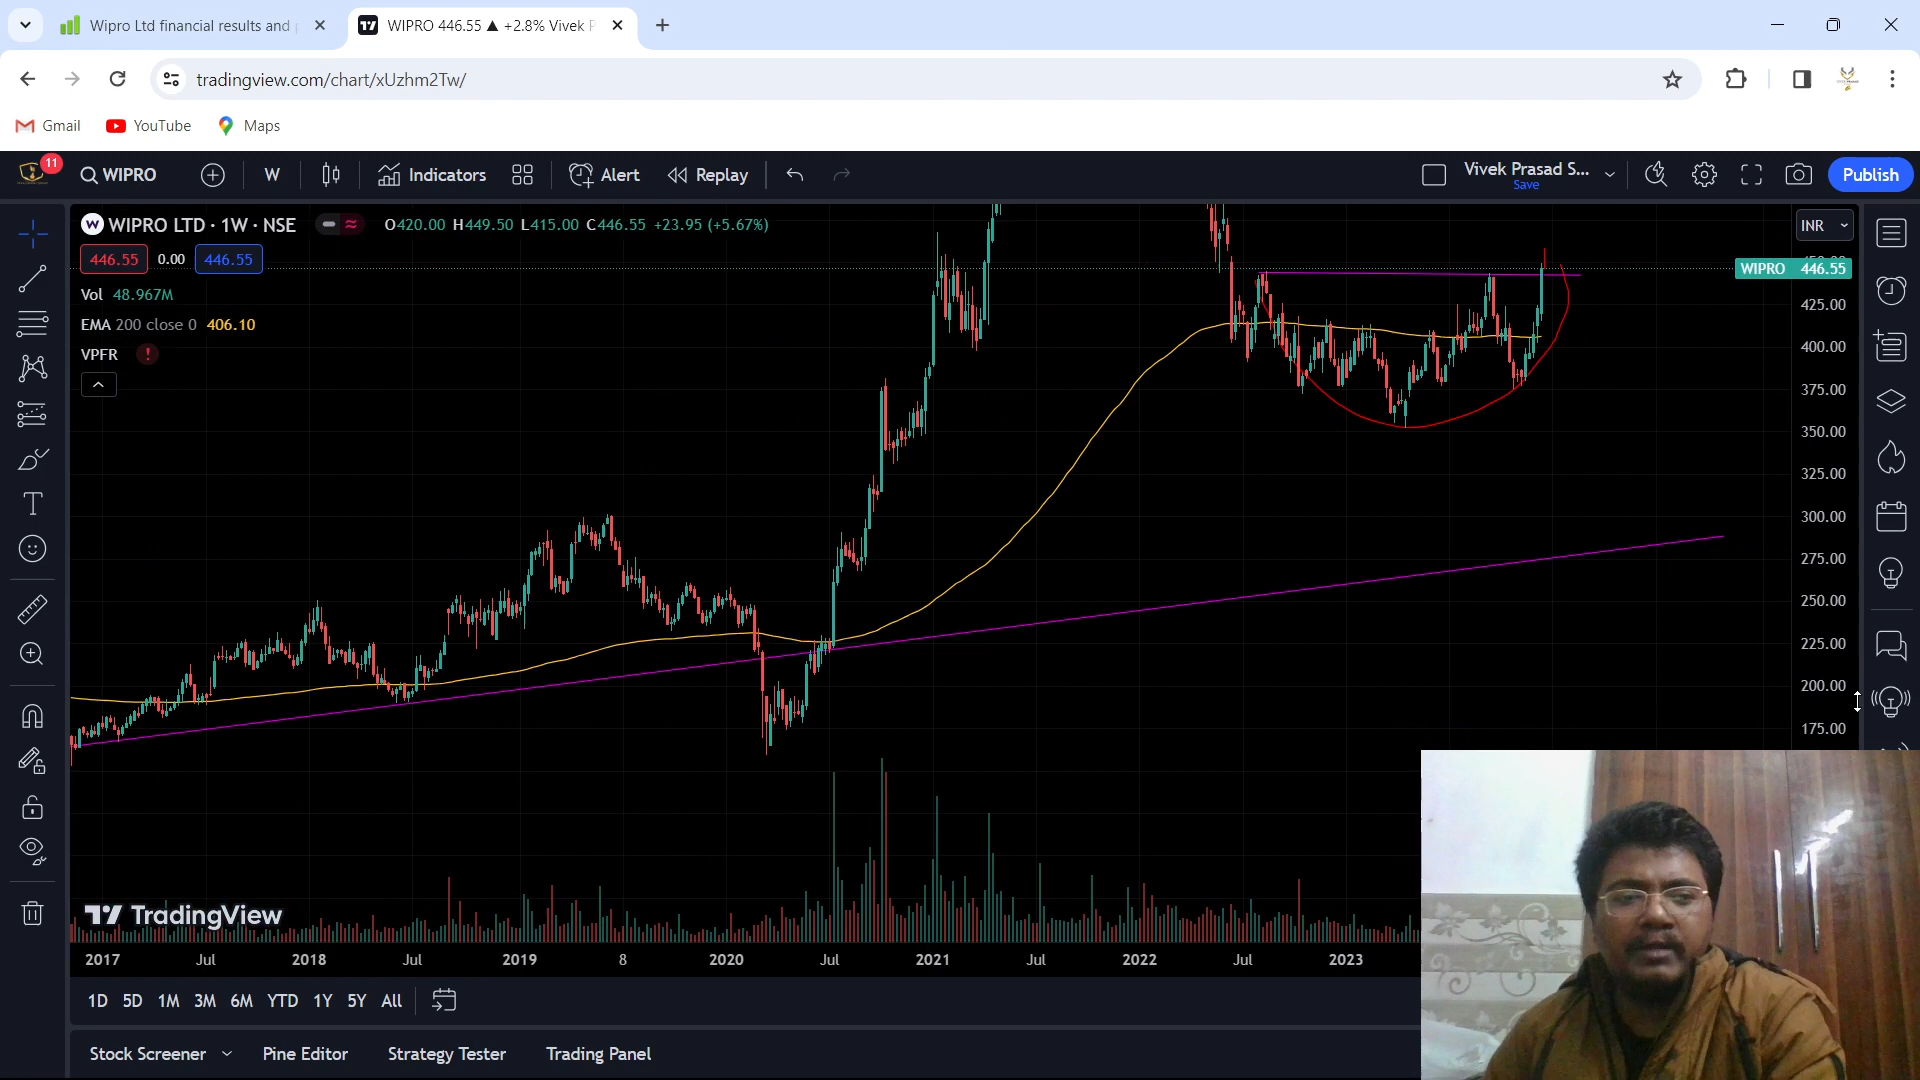 Wipro Ltd financial results and
WIPRO 446.55 ▲ +2.8% Vivek P
tradingview.com/chart/xUzhm2Tw/
Gmail YouTube Maps
11
WIPRO W Indicators Alert Replay
Vivek Prasad S...
Save
Publish
WIPRO LTD · 1W · NSE O420.00 H449.50 L415.00 C446.55 +23.95 (+5.67%)
INR
446.55 0.00 446.55
WIPRO 446.55
Vol 48.967M
EMA 200 close 0 406.10
VPFR !
425.00
400.00
375.00
350.00
325.00
300.00
275.00
250.00
225.00
200.00
175.00
TradingView
2017 Jul 2018 Jul 2019 8 2020 Jul 2021 Jul 2022 Jul 2023
1D 5D 1M 3M 6M YTD 1Y 5Y All
Stock Screener Pine Editor Strategy Tester Trading Panel